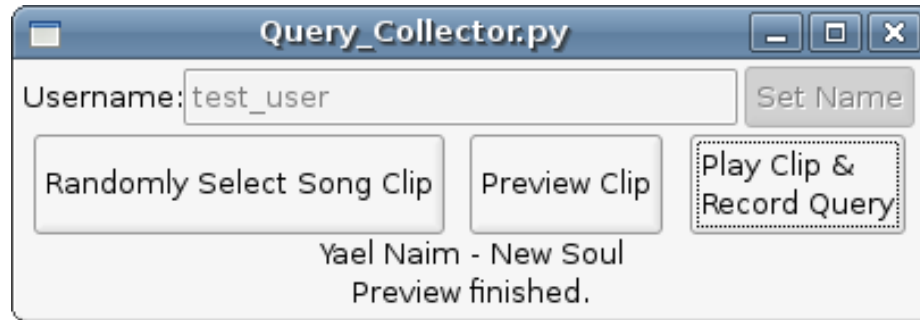 Query_Collector.py
Username: test_user Set Name
Randomly Select Song Clip Preview Clip Play Clip &
Record Query
Yael Naim - New Soul
Preview finished.